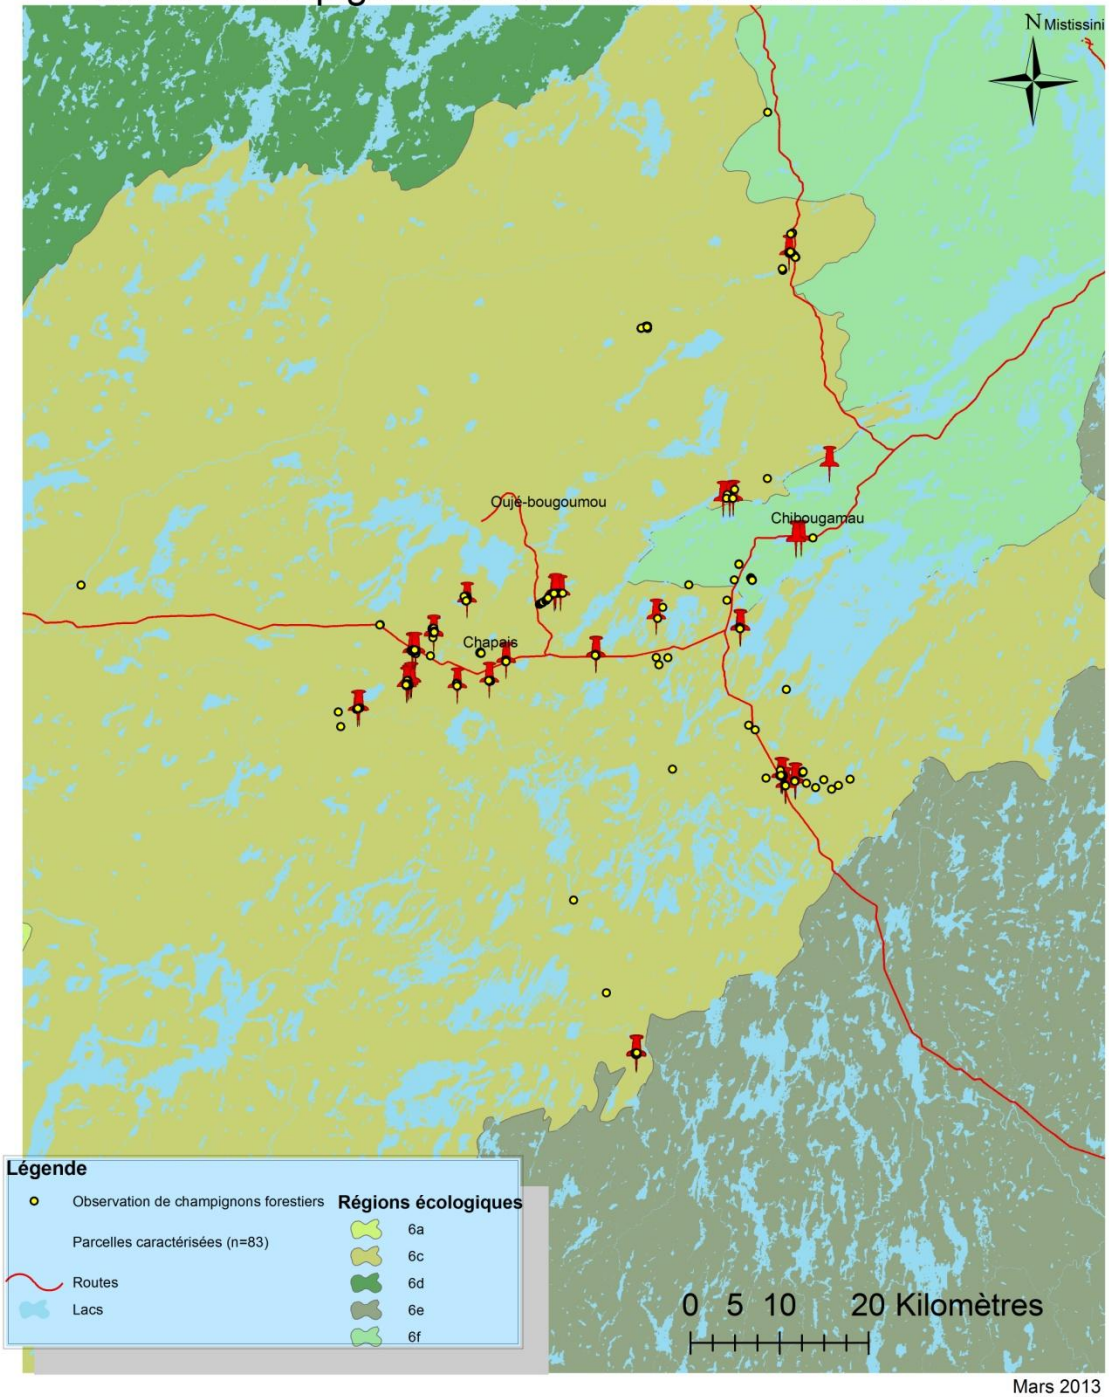 N Mistissini
Oujé-bougoumou
Chibougamau
Chapais
Légende
Observation de champignons forestiers
Parcelles caractérisées (n=83)
Routes
Lacs
Régions écologiques
6a
6c
6d
6e
6f
0 5 10 20 Kilomètres
Mars 2013